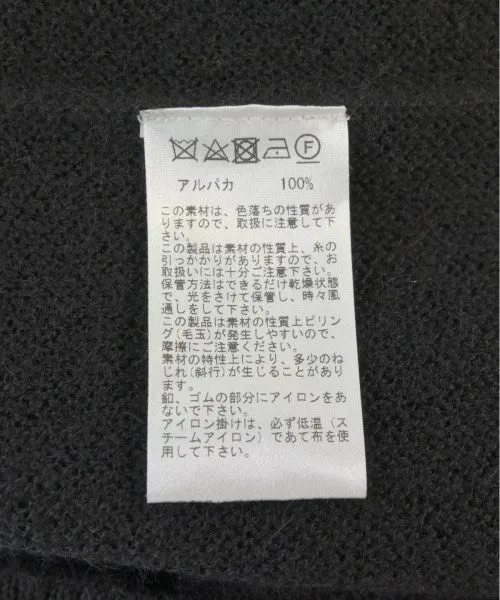 F
アルパカ 100%
この素材は、色落ちの性質があ
りますので、取扱に注意して下
さい。
この製品は素材の性質上、糸の
引っかかりがありますので、お
取扱いには十分ご注意下さい。
保管方法はできるだけ乾燥状態
で、光をさけて保管し、時々風
通しをして下さい。
この製品は素材の性質上ピリン
グ(毛玉)が発生しやすいので、
摩擦にご注意ください。
素材の特性上により、多少のね
じれ(斜行)が生じることがあり
ます。
釦、ゴムの部分にアイロンをあ
あないで下さい。
アイロン掛けは、必ず低温(ス
チームアイロン)であて布を使
用して下さい。